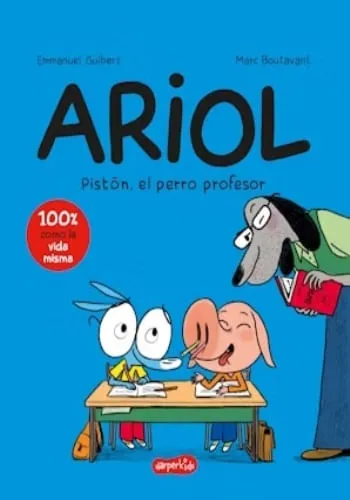 Emmanuel Guibert Marc Boutavant
ARiOL
Pistón, el perro profesor
100%
como la
vida
misma
harperkids